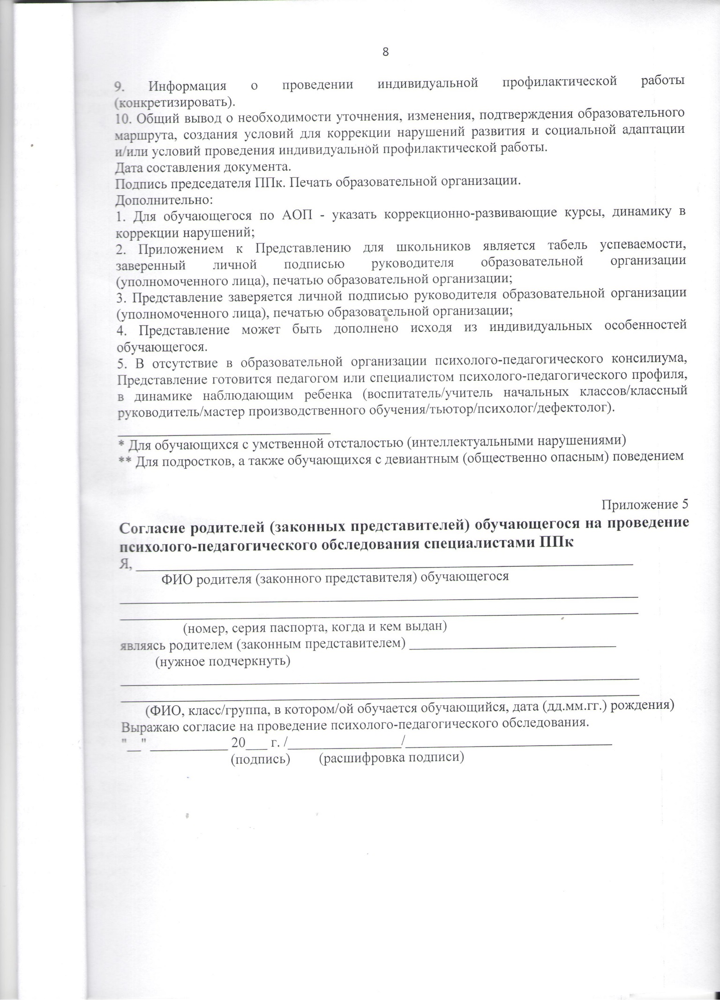 8
9. Информация о проведении индивидуальной профилактической работы
(конкретизировать).
10. Общий вывод о необходимости уточнения, изменения, подтверждения образовательного
маршрута, создания условий для коррекции нарушений развития и социальной адаптации
и/или условий проведения индивидуальной профилактической работы.
Дата составления документа.
Подпись председателя ППк. Печать образовательной организации.
Дополнительно:
1. Для обучающегося по АОП - указать коррекционно-развивающие курсы, динамику в
коррекции нарушений;
2. Приложением к Представлению для школьников является табель успеваемости,
заверенный личной подписью руководителя образовательной организации
(уполномоченного лица), печатью образовательной организации;
3. Представление заверяется личной подписью руководителя образовательной организации
(уполномоченного лица), печатью образовательной организации;
4. Представление может быть дополнено исходя из индивидуальных особенностей
обучающегося.
5. В отсутствие в образовательной организации психолого-педагогического консилиума,
Представление готовится педагогом или специалистом психолого-педагогического профиля,
в динамике наблюдающим ребенка (воспитатель/учитель начальных классов/классный
руководитель/мастер производственного обучения/тьютор/психолог/дефектолог).
* Для обучающихся с умственной отсталостью (интеллектуальными нарушениями)
** Для подростков, а также обучающихся с девиантным (общественно опасным) поведением
Приложение 5
Согласие родителей (законных представителей) обучающегося на проведение
психолого-педагогического обследования специалистами ППк
Я, ____________________
ФИО родителя (законного представителя) обучающегося
(номер, серия паспорта, когда и кем выдан)
являясь родителем (законным представителем) ____________________
(нужное подчеркнуть)
(ФИО, класс/группа, в котором/ой обучается обучающийся, дата (дд.мм.гг.) рождения)
Выражаю согласие на проведение психолого-педагогического обследования.
"__" ___________ 20___ г. /________________/____________________
(подпись) (расшифровка подписи)